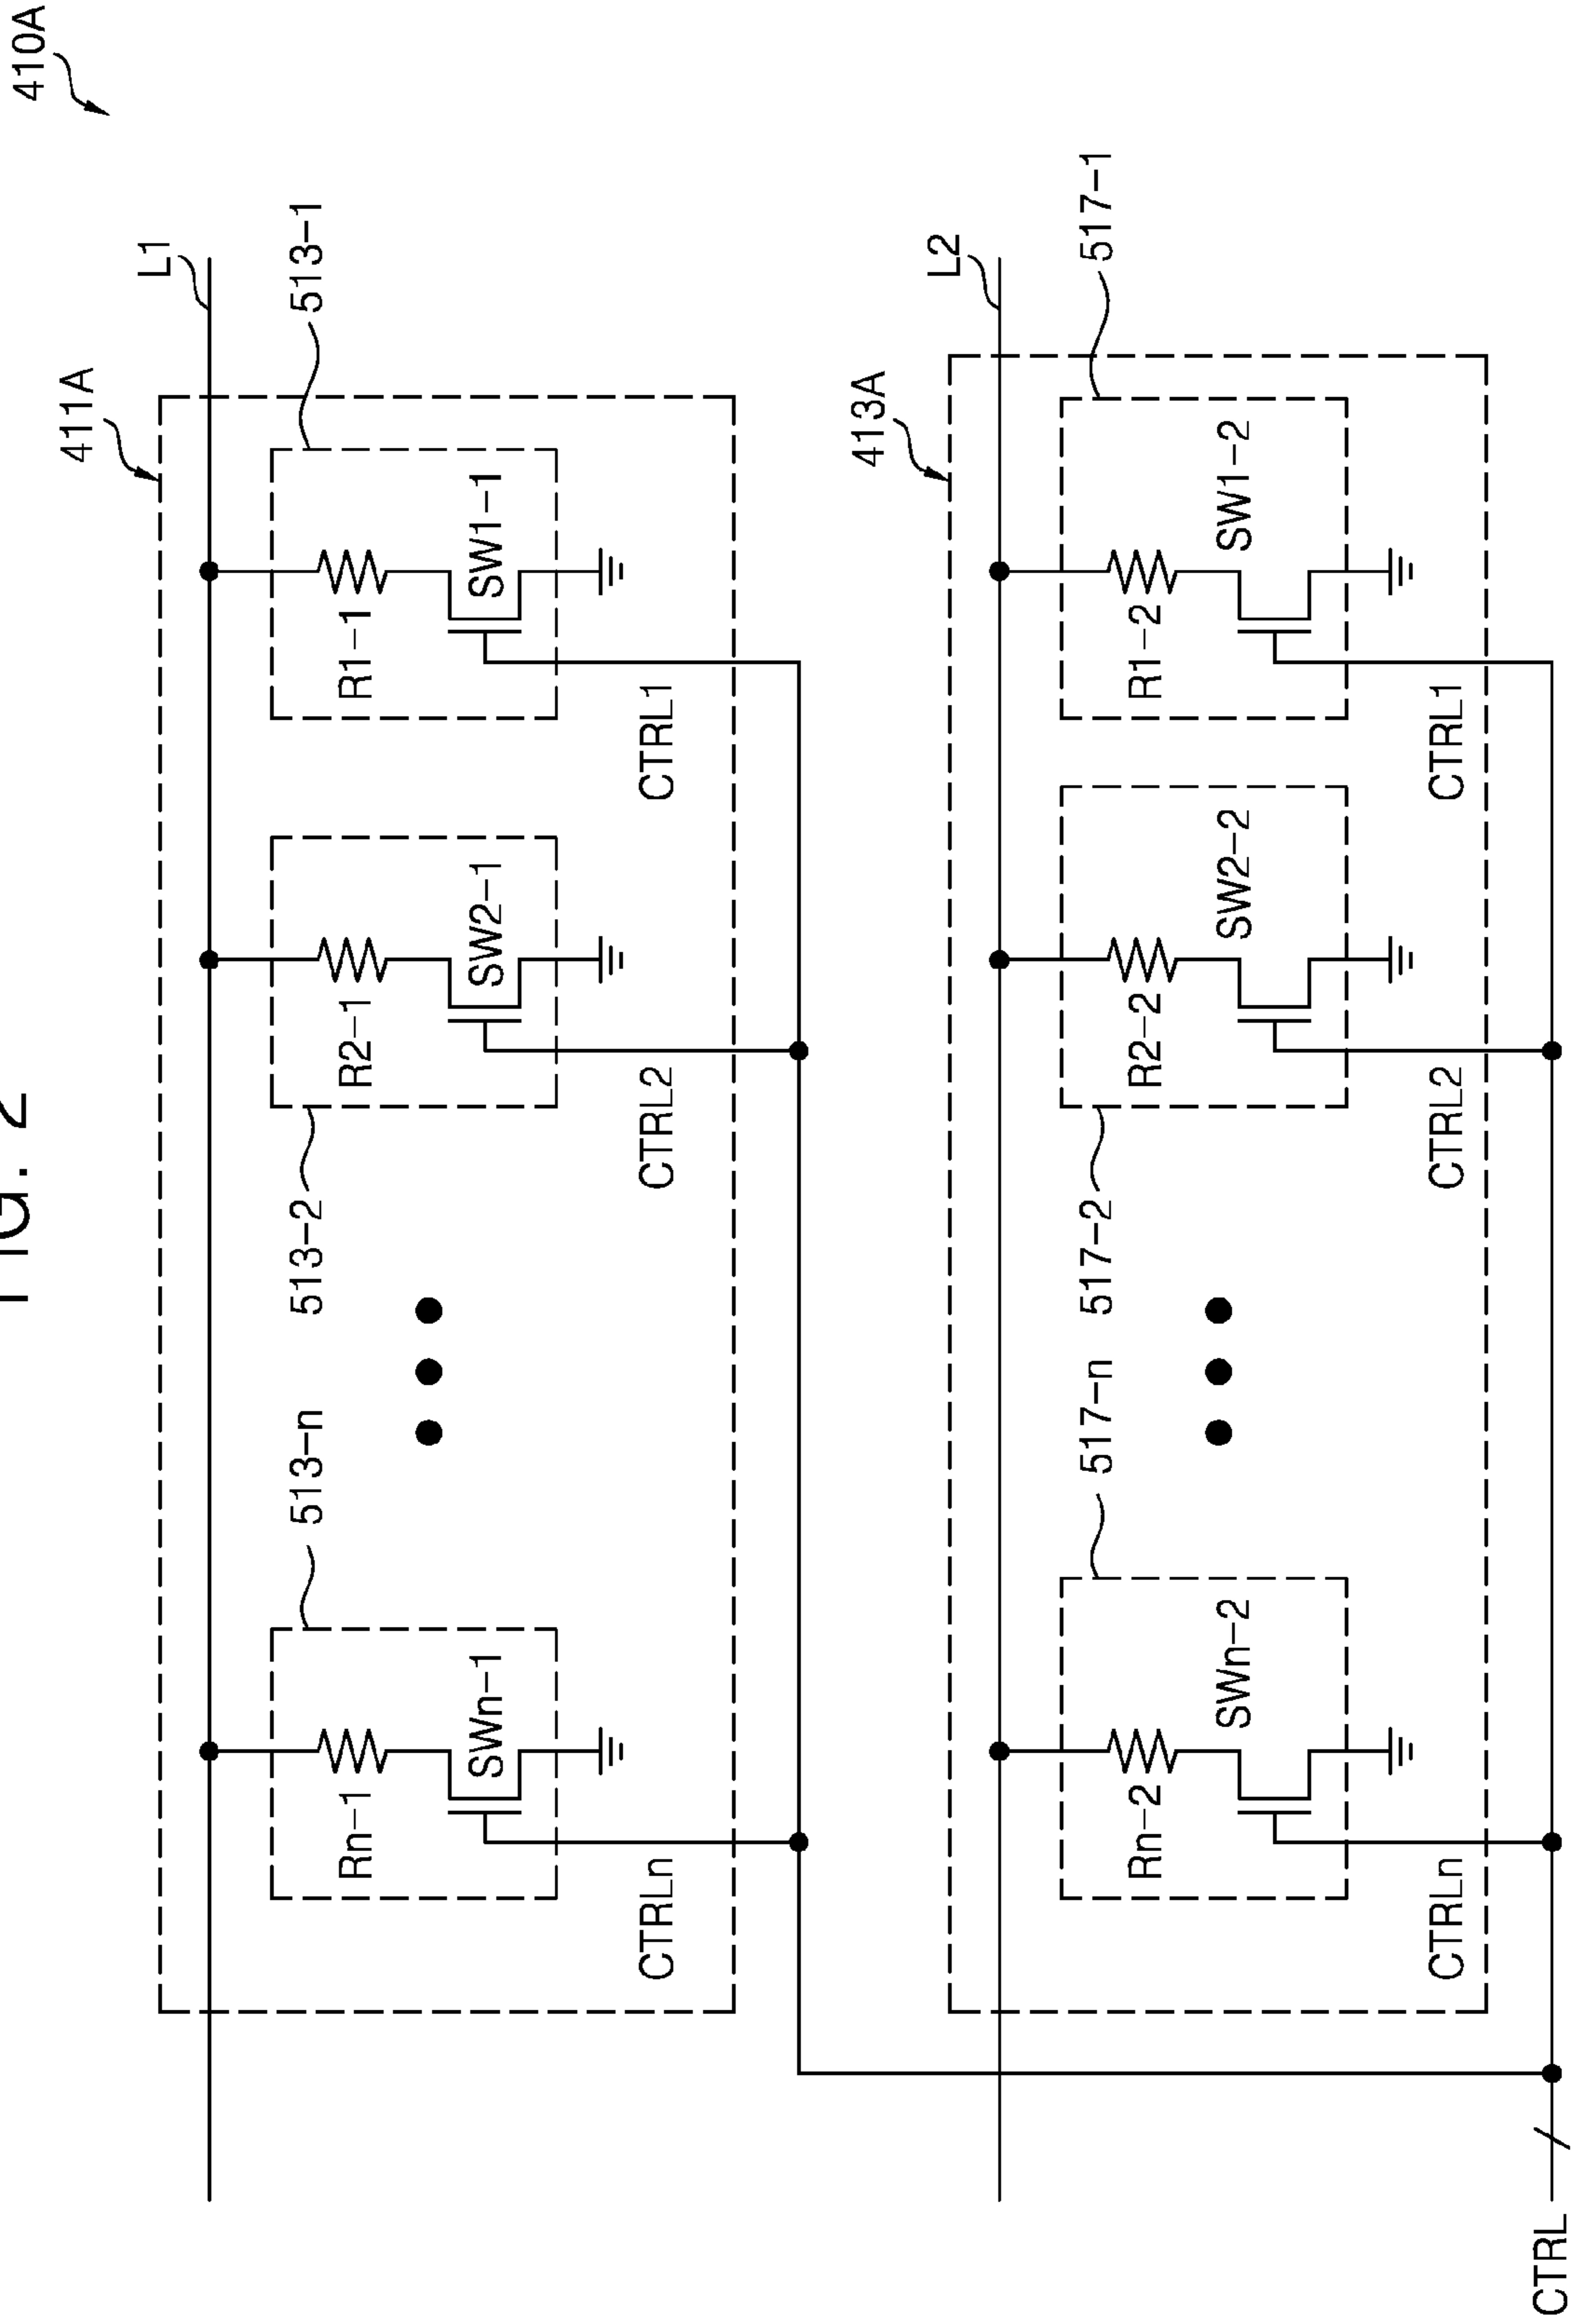 FIG. 2
410A
411A
L1
513-n
513-2
513-1
Rn-1
R2-1
R1-1
SWn-1
SW2-1
SW1-1
CTRLn
CTRL2
CTRL1
413A
L2
517-n
517-2
517-1
Rn-2
R2-2
R1-2
SWn-2
SW2-2
SW1-2
CTRLn
CTRL2
CTRL1
CTRL